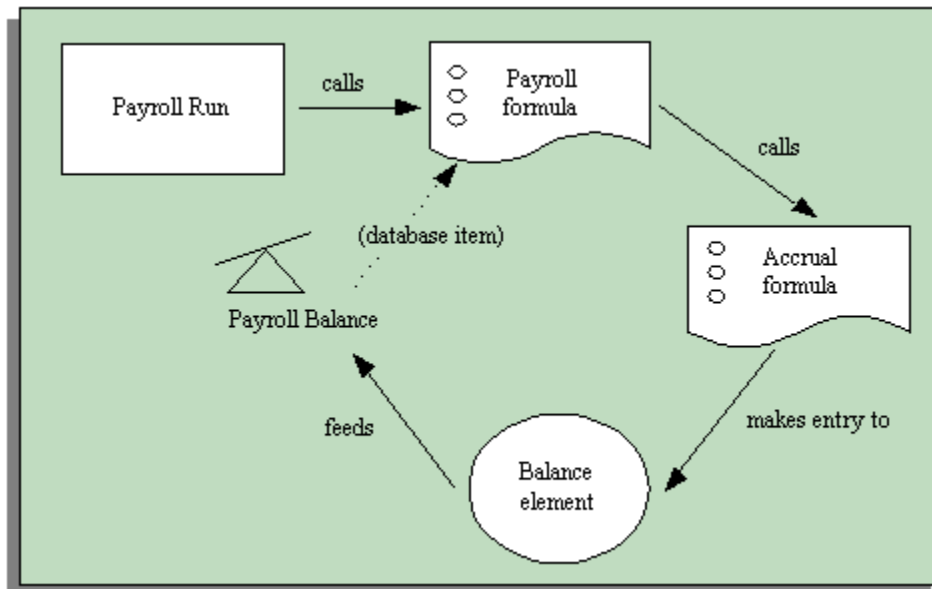 Payroll Run
calls
Payroll
formula
calls
(database item)
Accrual
formula
Payroll Balance
feeds
makes entry to
Balance
element